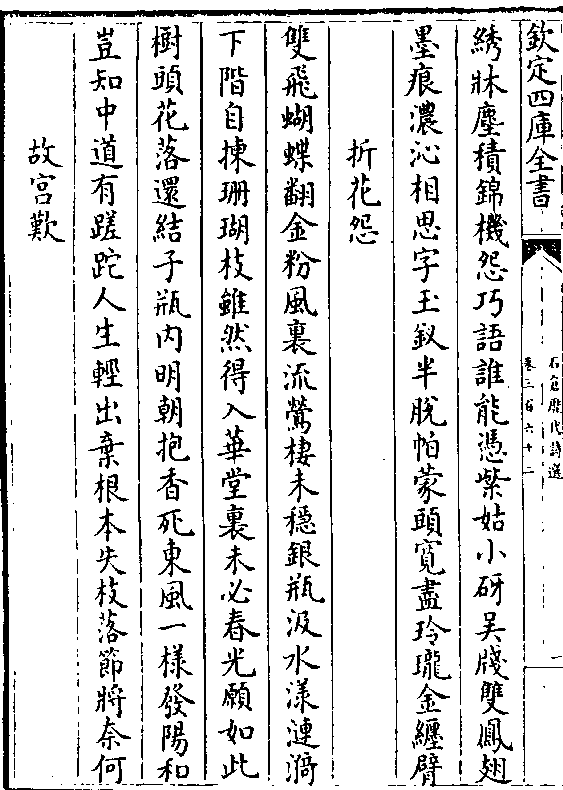 欽定四庫全書
石倉歷代詩選
卷三百六十二
綉牀塵積錦機怨巧語誰能憑紫姑小硏吳牋雙鳳翅
墨痕濃沁相思字玉釵半脫帕蒙頭寛盡玲瓏金纏臂
折花怨
雙飛蝴蝶翻金粉風裏流鶯棲未穩銀瓶汲水漾漣漪
下階自揀珊瑚枝雖然得入華堂裏未必春光願如此
樹頭花落還結子瓶內明朝抱香死東風一樣發陽和
豈知中道有蹉跎人生輕出棄根本失枝落節將奈何
故宮歎